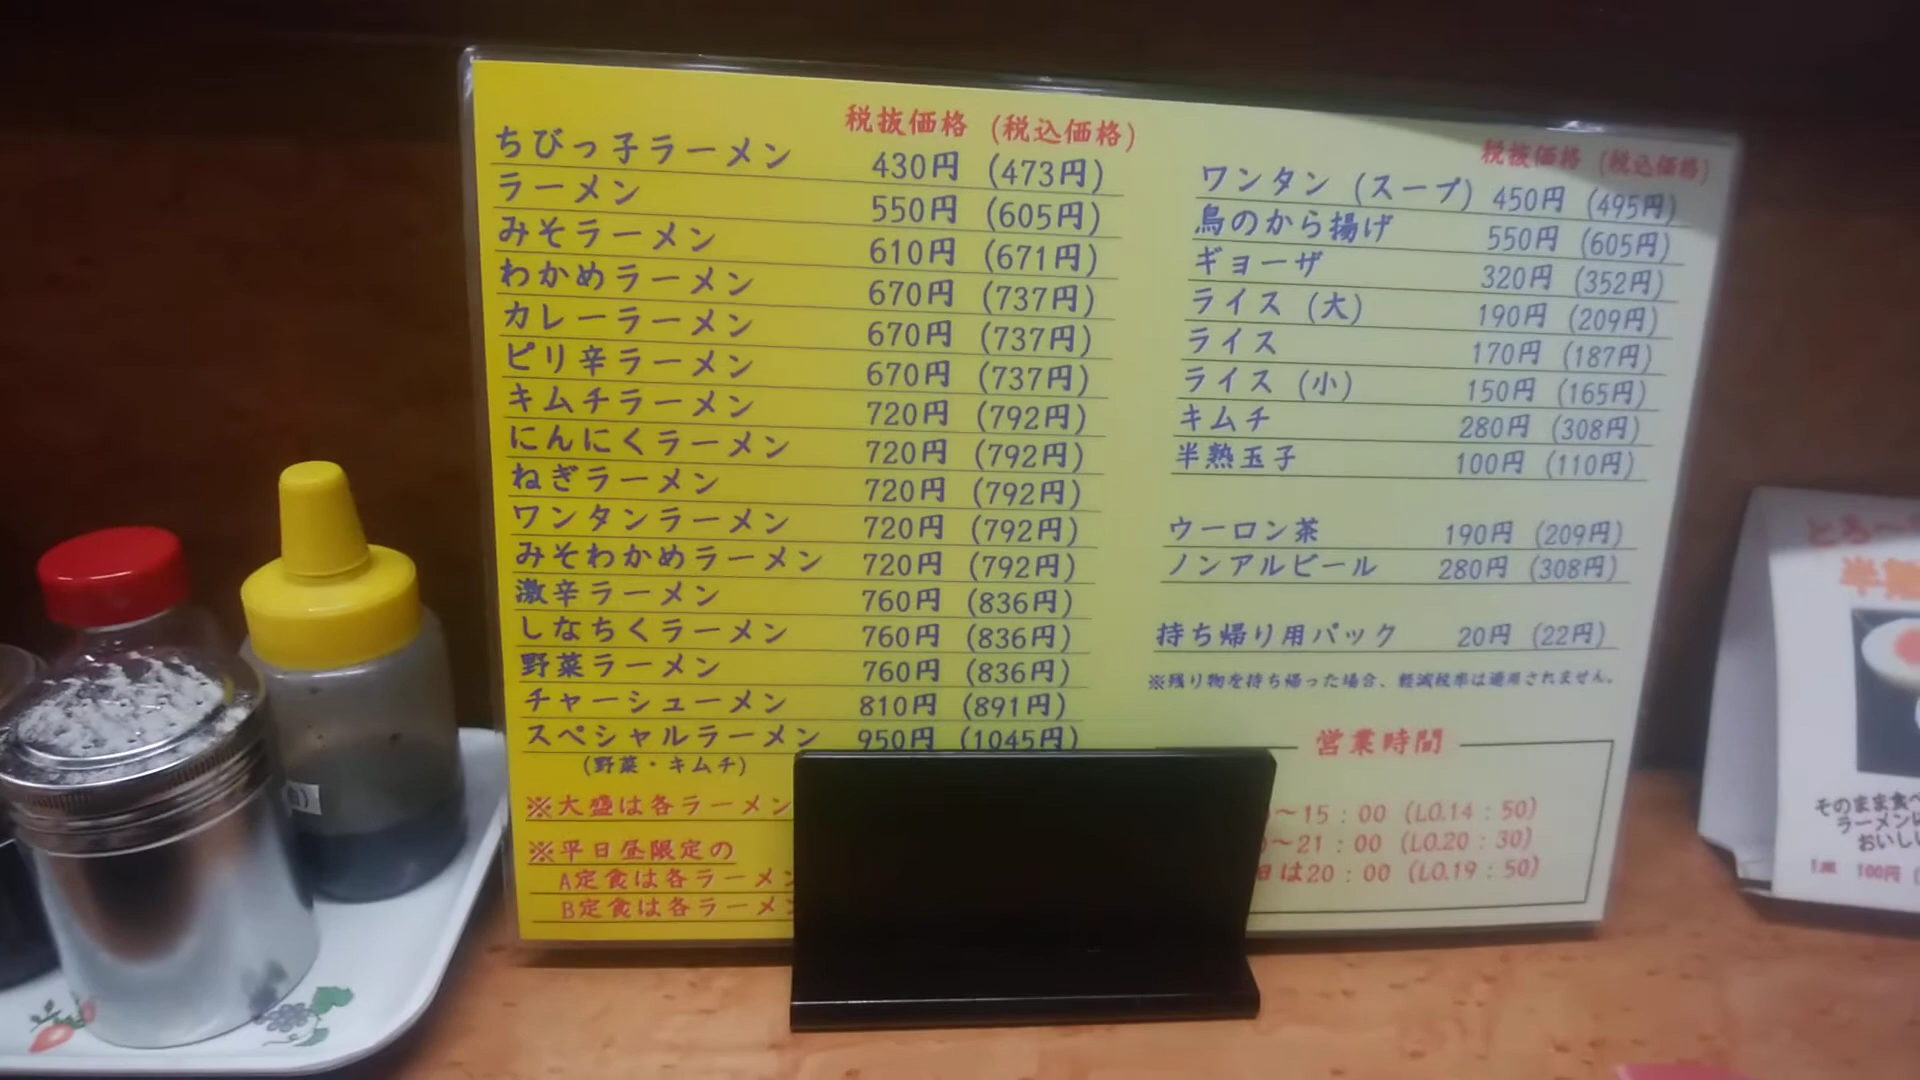 税抜価格 (税込価格)
ちびっ子ラーメン 430円 (473円)
ラーメン 550円 (605円)
みそラーメン 610円 (671円)
わかめラーメン 670円 (737円)
カレーラーメン 670円 (737円)
ピリ辛ラーメン 670円 (737円)
キムチラーメン 720円 (792円)
にんにくラーメン 720円 (792円)
ねぎラーメン 720円 (792円)
ワンタンラーメン 720円 (792円)
みそわかめラーメン 720円 (792円)
激辛ラーメン 760円 (836円)
しなちくラーメン 760円 (836円)
野菜ラーメン 760円 (836円)
チャーシューメン 810円 (891円)
スペシャルラーメン 950円 (1045円)
(野菜・キムチ)
※大盛は各ラーメン
※平日昼限定の
A定食は各ラーメン
B定食は各ラーメン
税抜価格 (税込価格)
ワンタン (スープ) 450円 (495円)
鳥のから揚げ 550円 (605円)
ギョーザ 320円 (352円)
ライス (大) 190円 (209円)
ライス 170円 (187円)
ライス (小) 150円 (165円)
キムチ 280円 (308円)
半熟玉子 100円 (110円)
ウーロン茶 190円 (209円)
ノンアルビール 280円 (308円)
持ち帰り用パック 20円 (22円)
※残り物を持ち帰った場合、軽減税率は適用されません。
営業時間
～15：00 (LO.14：50)
～21：00 (LO.20：30)
日は20：00 (LO.19：50)
とろ～
半熟
そのまま食べ
ラーメンに
おいしい
100円